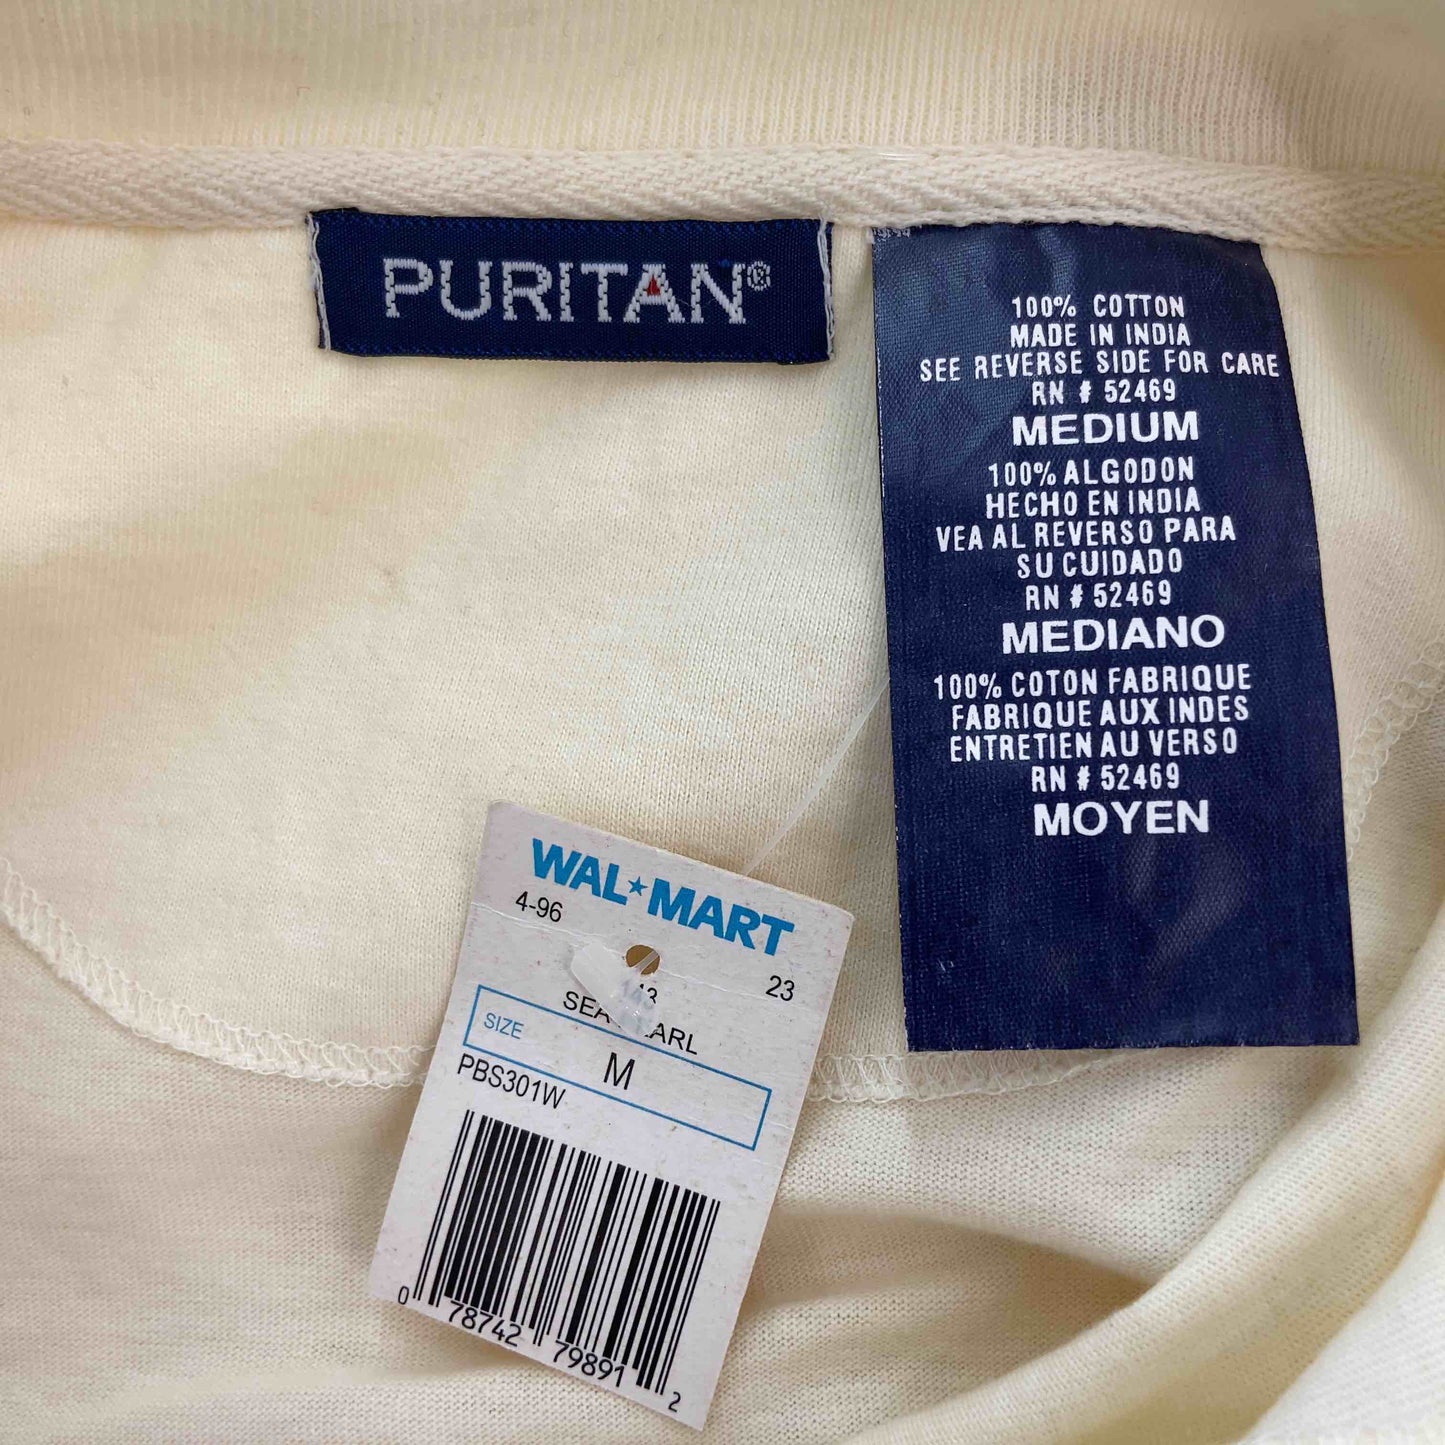 PURITAN®
100% COTTON
MADE IN INDIA
SEE REVERSE SIDE FOR CARE
RN # 52469
MEDIUM
100% ALGODON
HECHO EN INDIA
VEA AL REVERSO PARA
SU CUIDADO
RN # 52469
MEDIANO
100% COTON FABRIQUE
FABRIQUE AUX INDES
ENTRETIEN AU VERSO
RN # 52469
MOYEN
WAL★MART
4-96
23
SIZE
M
PBS301W
0 78742 79891 2